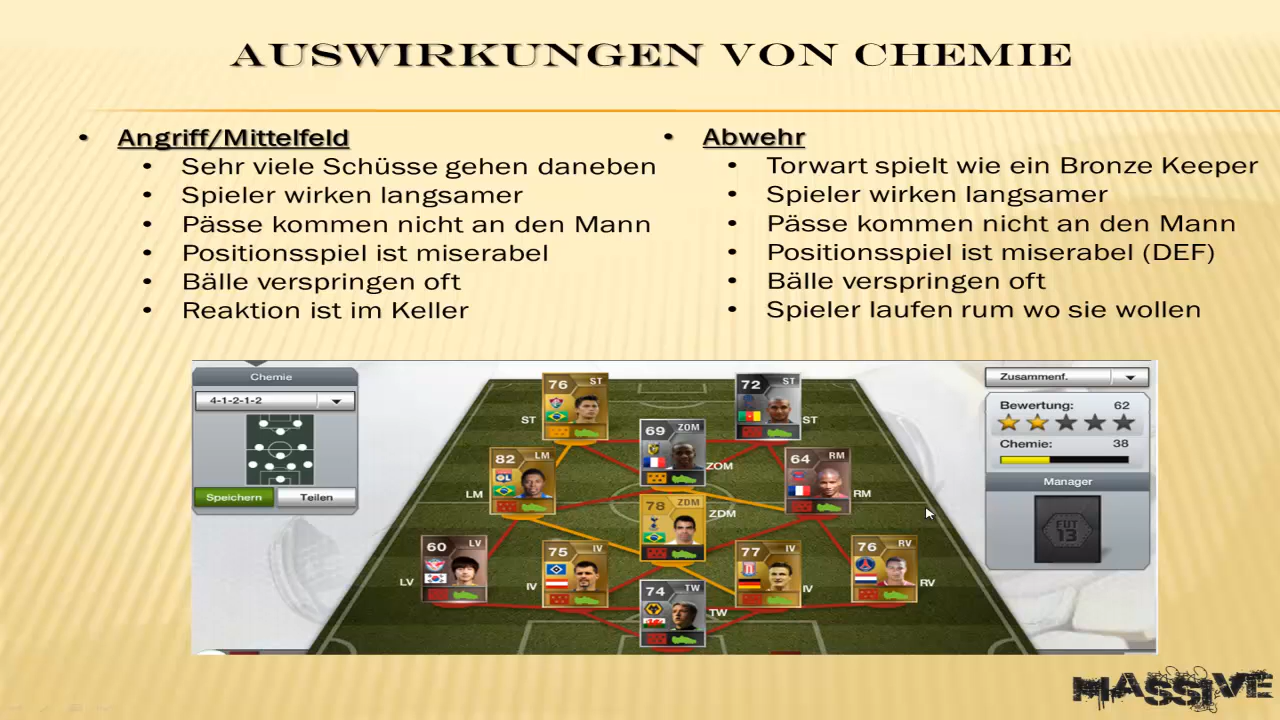 AUSWIRKUNGEN VON CHEMIE
• Angriff/Mittelfeld
• Sehr viele Schüsse gehen daneben
• Spieler wirken langsamer
• Pässe kommen nicht an den Mann
• Positionsspiel ist miserabel
• Bälle verspringen oft
• Reaktion ist im Keller
• Abwehr
• Torwart spielt wie ein Bronze Keeper
• Spieler wirken langsamer
• Pässe kommen nicht an den Mann
• Positionsspiel ist miserabel (DEF)
• Bälle verspringen oft
• Spieler laufen rum wo sie wollen
Chemie
4-1-2-1-2
Speichern Teilen
76 ST
ST
72 ST
ST
69 ZOM
ZOM
82 LM
LM
64 RM
RM
78 ZDM
ZDM
60 LV
LV
75 IV
IV
77 IV
IV
76 RV
RV
74 TW
TW
Zusammenf.
Bewertung: 62
Chemie: 38
Manager
FUT
13
MASSIVE